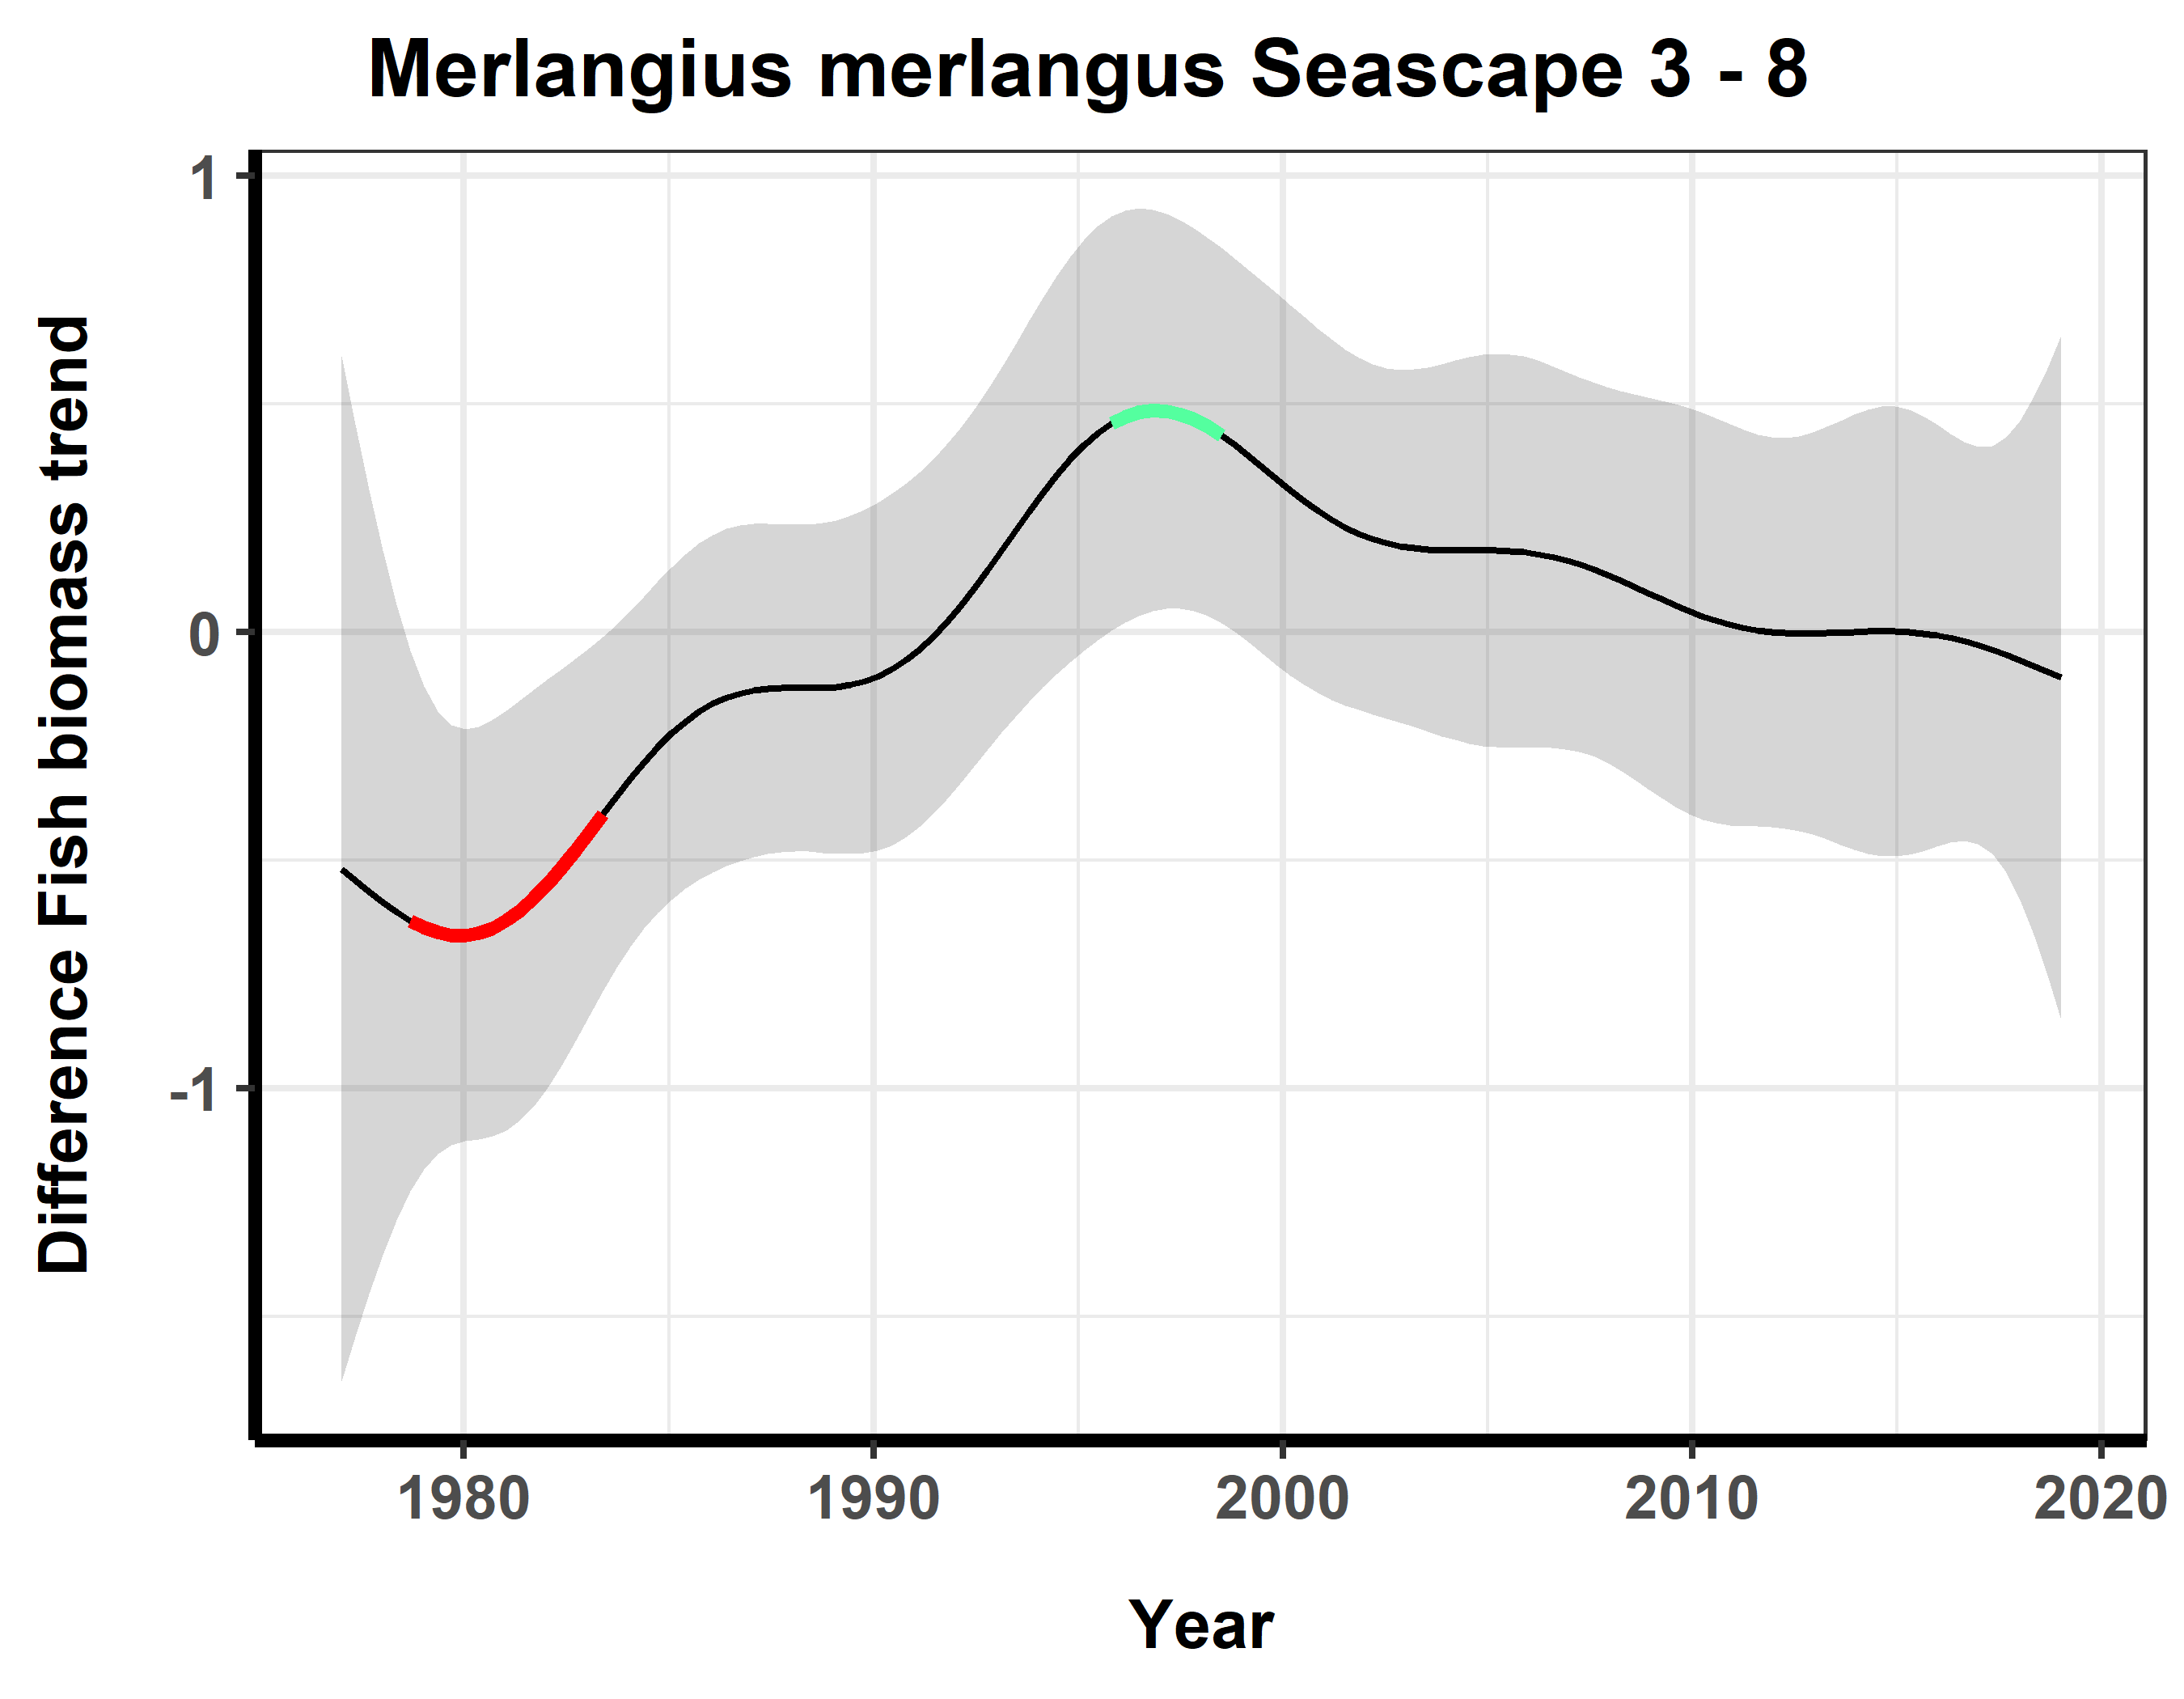 Merlangius merlangus Seascape 3 - 8
Difference Fish biomass trend
1
0
-1
1980
1990
2000
2010
2020
Year